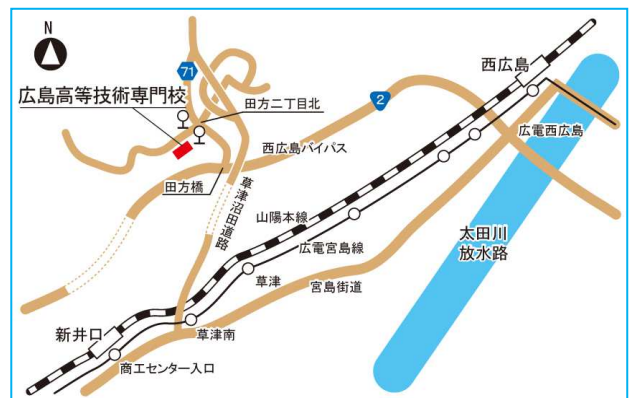 N
71
広島高等技術専門校
田方二丁目北
2
西広島
広電西広島
西広島バイパス
田方橋
草津沼田道路
山陽本線
広電宮島線
太田川
放水路
草津
宮島街道
新井口
草津南
商工センター入口